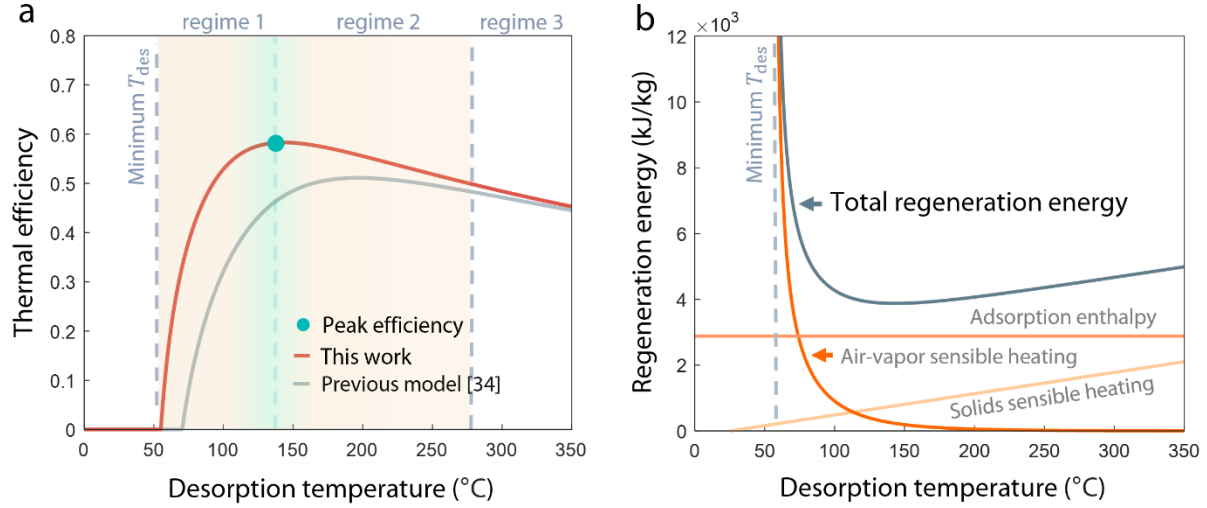 a
regime 1
regime 2
regime 3
Thermal efficiency
0.8
0.7
0.6
0.5
0.4
0.3
0.2
0.1
0
Minimum T_des
Peak efficiency
This work
Previous model [34]
0 50 100 150 200 250 300 350
Desorption temperature (°C)
b
× 10³
Regeneration energy (kJ/kg)
12
10
8
6
4
2
0
Minimum T_des
Total regeneration energy
Adsorption enthalpy
Air-vapor sensible heating
Solids sensible heating
0 50 100 150 200 250 300 350
Desorption temperature (°C)